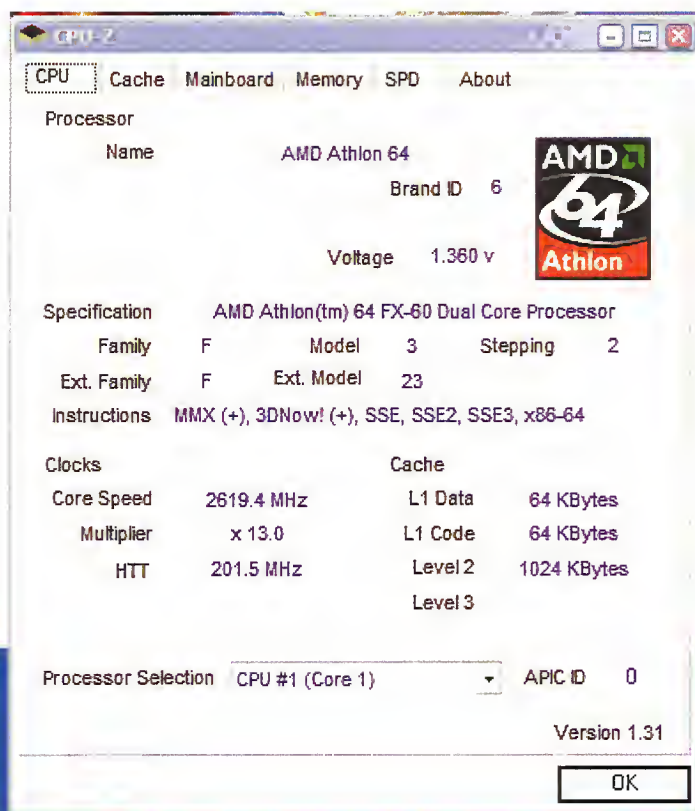 CPU-Z
CPU Cache Mainboard Memory SPD About
Processor
Name AMD Athlon 64
Brand ID 6
Voltage 1.360 v
AMD
64
Athlon
Specification AMD Athlon(tm) 64 FX-60 Dual Core Processor
Family F Model 3 Stepping 2
Ext. Family F Ext. Model 23
Instructions MMX (+), 3DNow! (+), SSE, SSE2, SSE3, x86-64
Clocks Cache
Core Speed 2619.4 MHz L1 Data 64 KBytes
Multiplier x 13.0 L1 Code 64 KBytes
HTT 201.5 MHz Level 2 1024 KBytes
Level 3
Processor Selection CPU #1 (Core 1) APIC ID 0
Version 1.31
OK